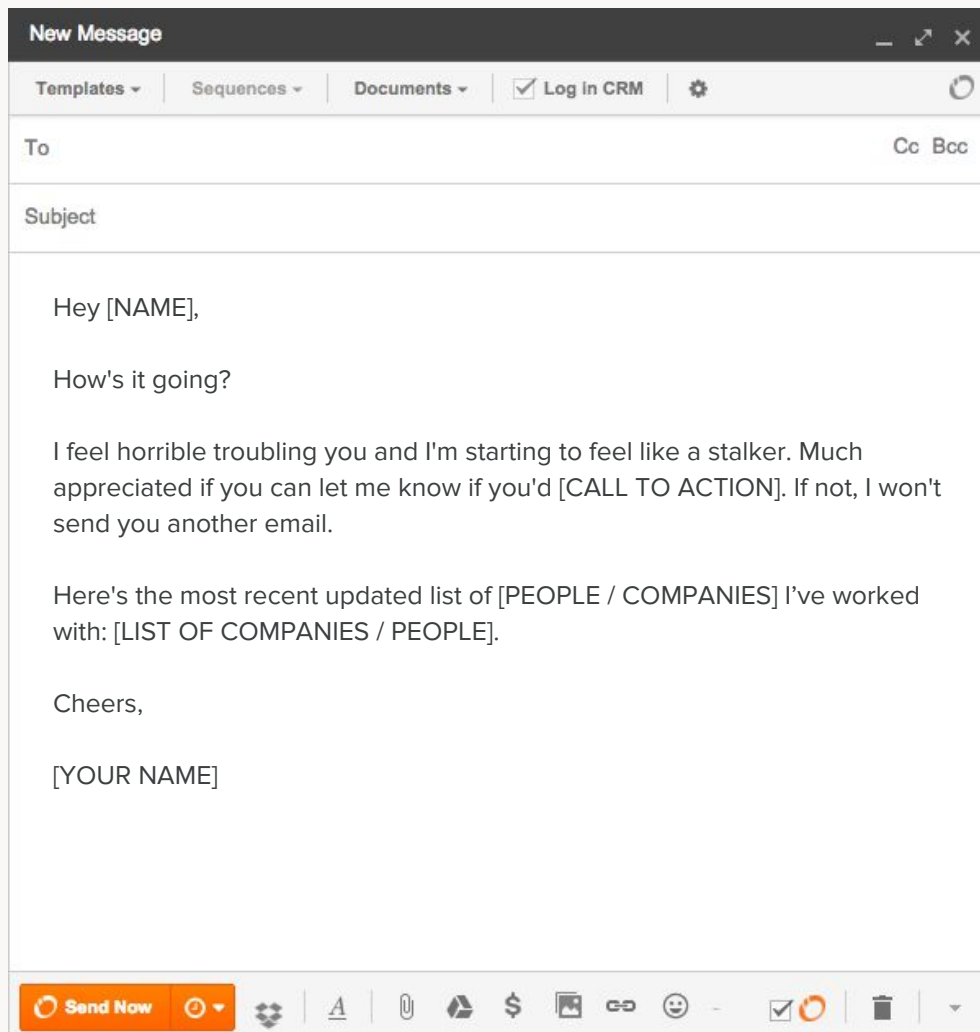 New Message
Templates
Sequences
Documents
Log in CRM
To
Cc Bcc
Subject
Hey [NAME],
How's it going?
I feel horrible troubling you and I'm starting to feel like a stalker. Much
appreciated if you can let me know if you'd [CALL TO ACTION]. If not, I won't
send you another email.
Here's the most recent updated list of [PEOPLE / COMPANIES] I’ve worked
with: [LIST OF COMPANIES / PEOPLE].
Cheers,
[YOUR NAME]
Send Now
A
$